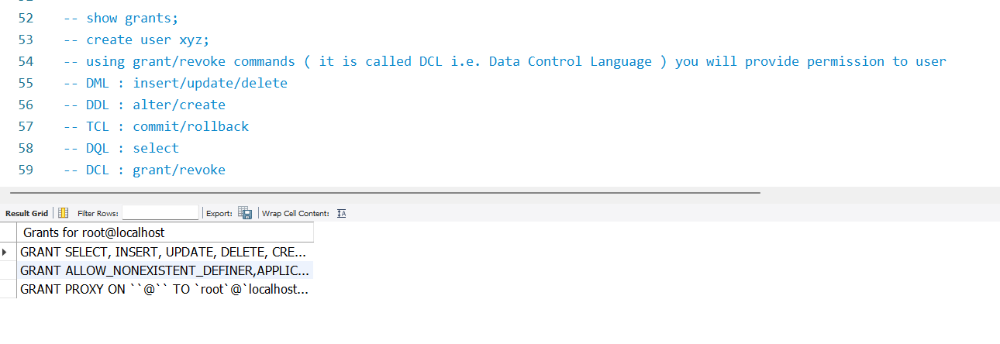 52 -- show grants;
53 -- create user xyz;
54 -- using grant/revoke commands ( it is called DCL i.e. Data Control Language ) you will provide permission to user
55 -- DML : insert/update/delete
56 -- DDL : alter/create
57 -- TCL : commit/rollback
58 -- DQL : select
59 -- DCL : grant/revoke
Result Grid Filter Rows: Export: Wrap Cell Content:
Grants for root@localhost
GRANT SELECT, INSERT, UPDATE, DELETE, CRE...
GRANT ALLOW_NONEXISTENT_DEFINER,APPLIC...
GRANT PROXY ON ``@`` TO `root`@`localhost...